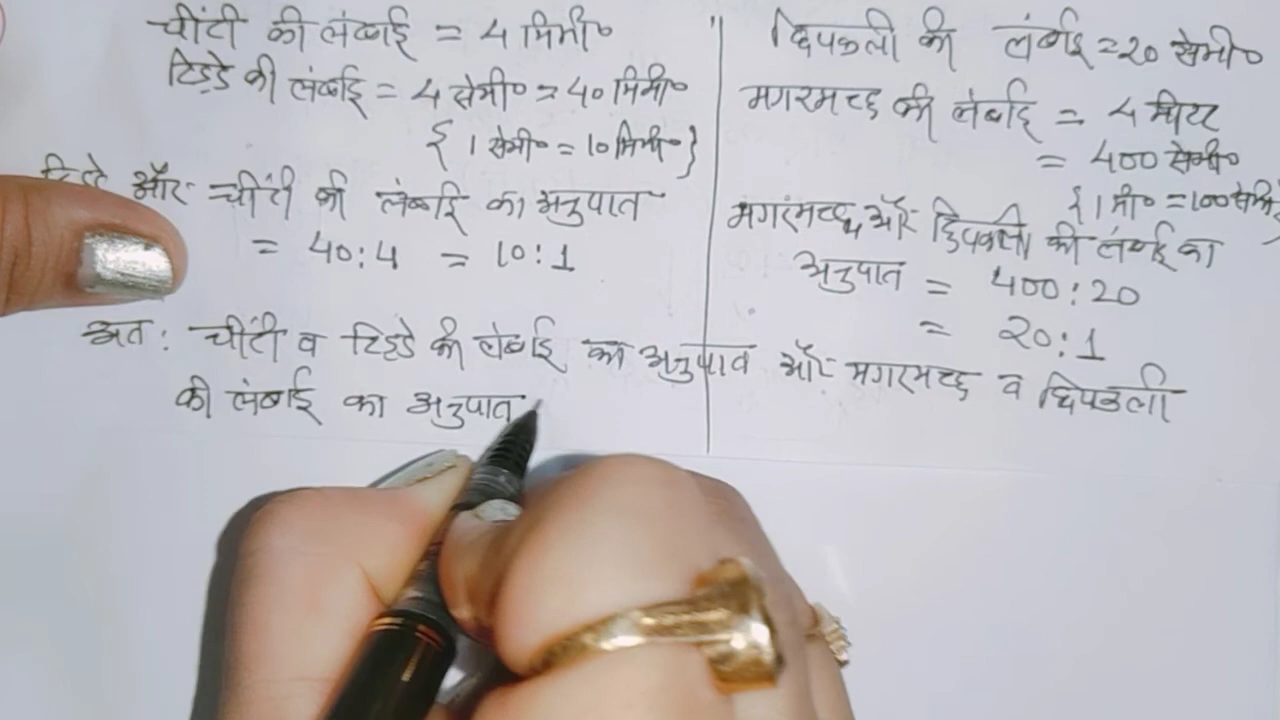 चींटी की लंबाई = 4 मिमी०
टिड्डे की लंबाई = 4 सेमी० = 40 मिमी०
{ 1 सेमी० = 10 मिमी० }
और चींटी की लंबाई का अनुपात
= 40:4 = 10:1
छिपकली की लंबाई = 20 सेमी०
मगरमच्छ की लंबाई = 4 मीटर
= 400 सेमी०
{ 1 मी० = 100 सेमी०
मगरमच्छ और छिपकली की लंबाई का
अनुपात = 400:20
= 20:1
अत: चींटी व टिड्डे की लंबाई का अनुपात और मगरमच्छ व छिपकली
की लंबाई का अनुपात